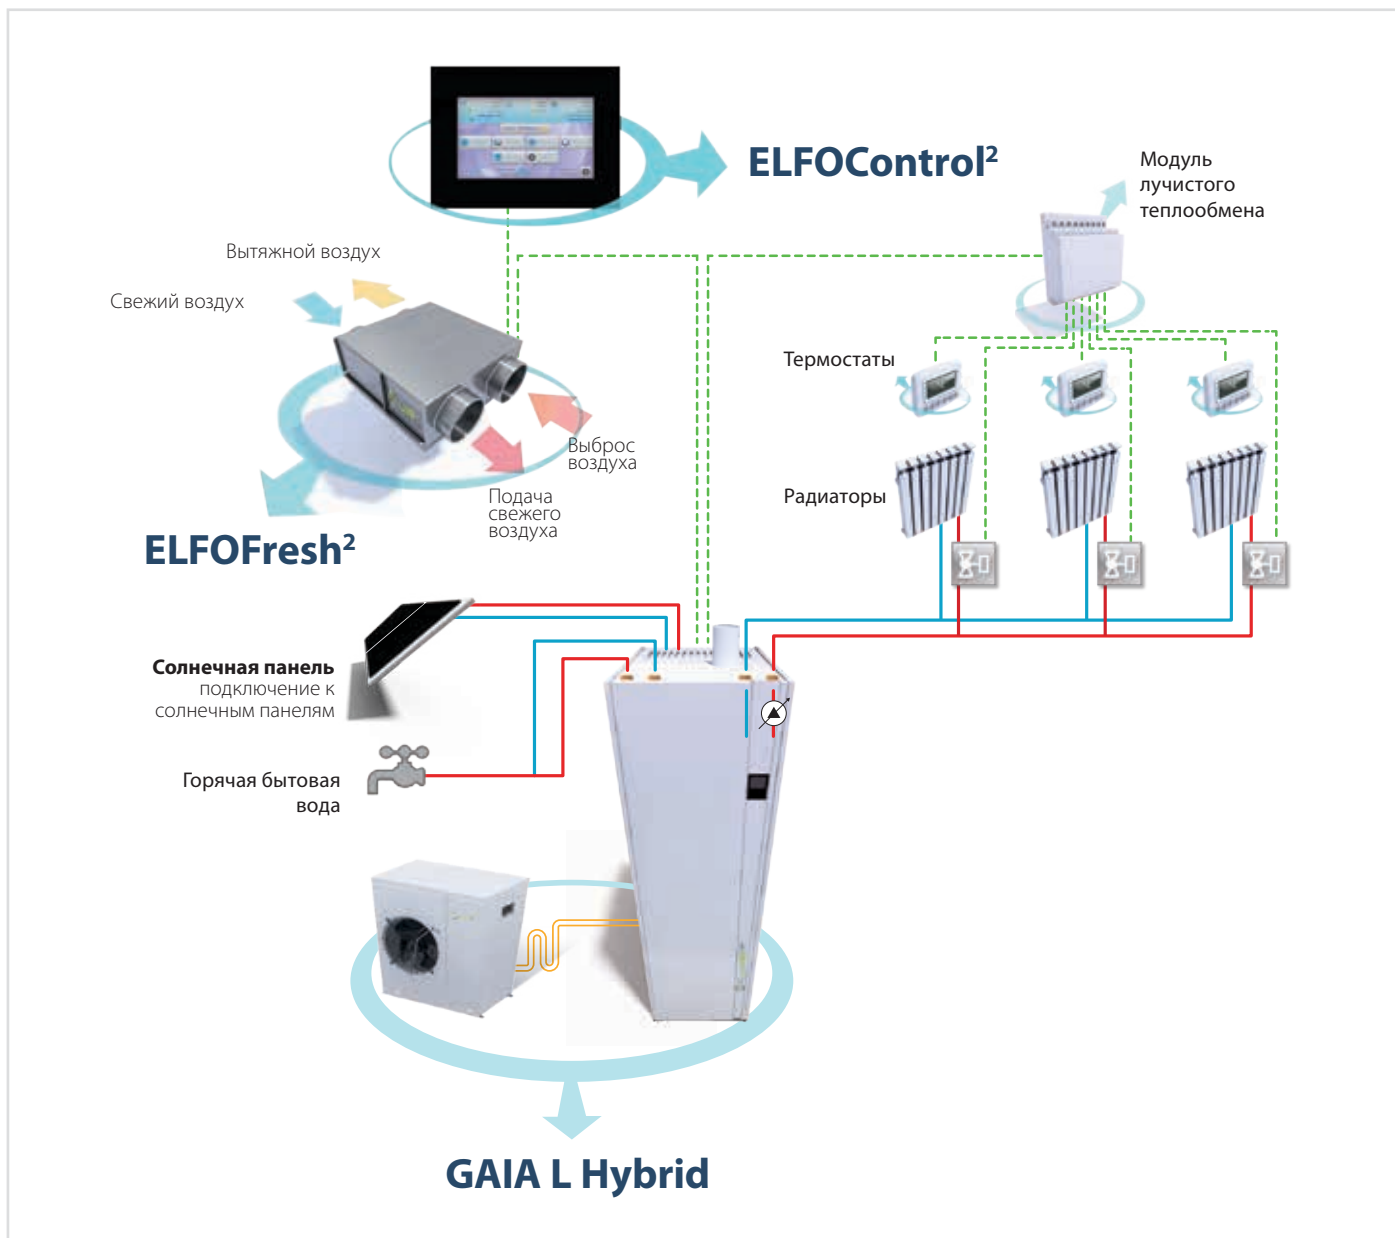 ELFOControl²
Модуль
лучистого
теплообмена
Вытяжной воздух
Свежий воздух
Термостаты
Выброс
воздуха
Радиаторы
Подача
свежего
воздуха
ELFOFresh²
Солнечная панель
подключение к
солнечным панелям
Горячая бытовая
вода
GAIA L Hybrid